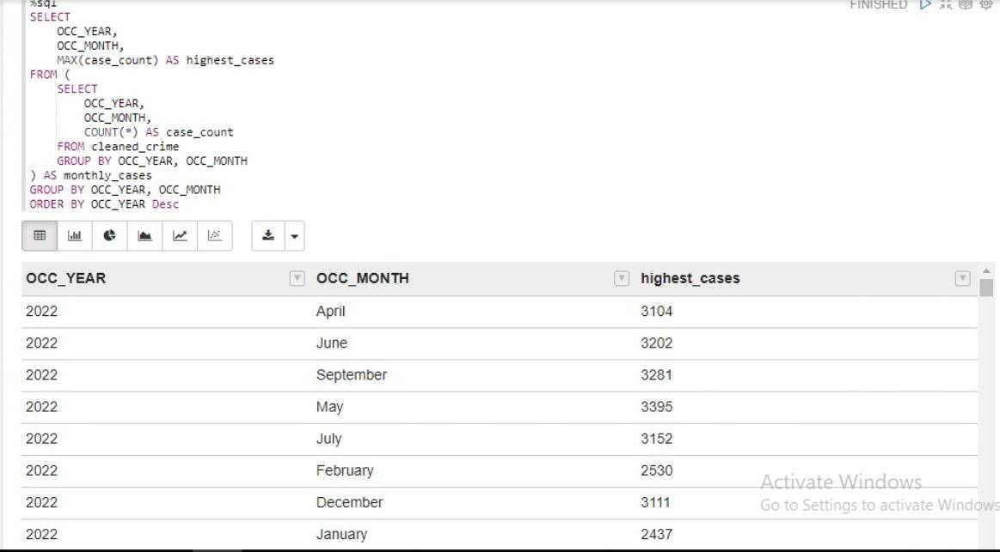 %sql
FINISHED
SELECT
OCC_YEAR,
OCC_MONTH,
MAX(case_count) AS highest_cases
FROM (
SELECT
OCC_YEAR,
OCC_MONTH,
COUNT(*) AS case_count
FROM cleaned_crime
GROUP BY OCC_YEAR, OCC_MONTH
) AS monthly_cases
GROUP BY OCC_YEAR, OCC_MONTH
ORDER BY OCC_YEAR Desc
OCC_YEAR OCC_MONTH highest_cases
2022 April 3104
2022 June 3202
2022 September 3281
2022 May 3395
2022 July 3152
2022 February 2530
2022 December 3111
2022 January 2437
Activate Windows
Go to Settings to activate Windows